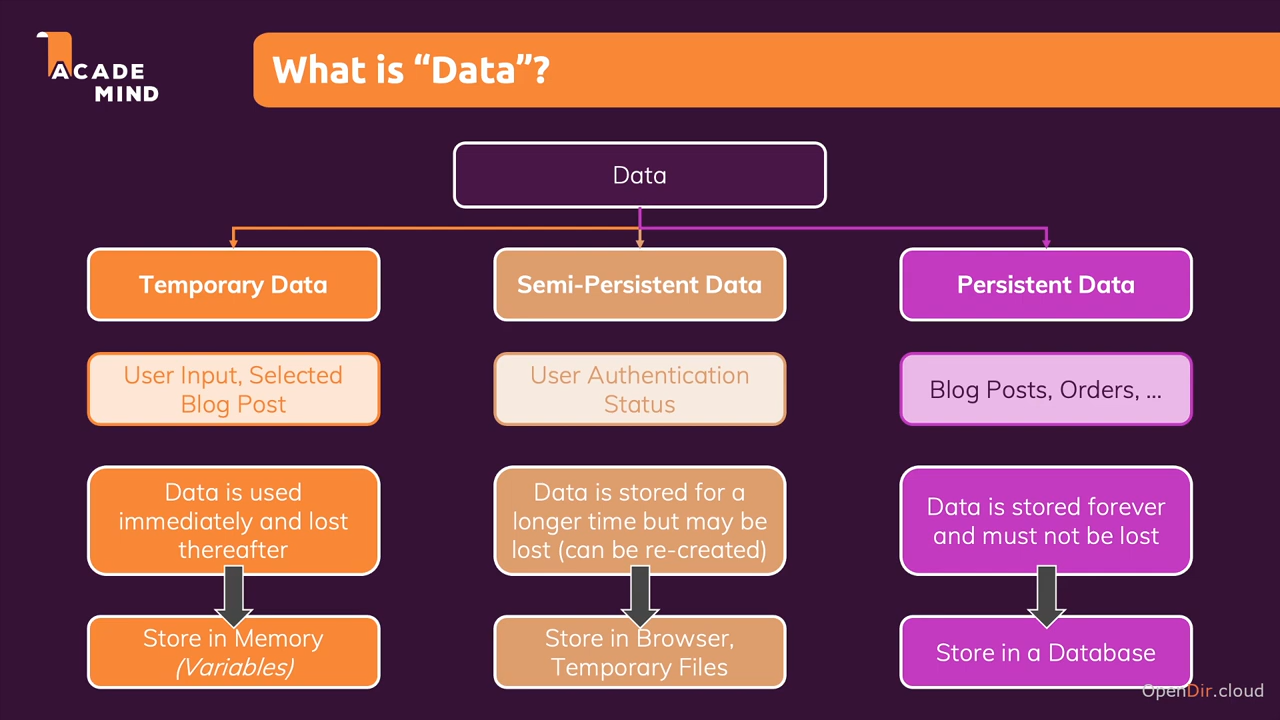 ACADE
MIND
What is “Data”?
Data
Temporary Data
Semi-Persistent Data
Persistent Data
User Input, Selected
Blog Post
User Authentication
Status
Blog Posts, Orders, ...
Data is used
immediately and lost
thereafter
Data is stored for a
longer time but may be
lost (can be re-created)
Data is stored forever
and must not be lost
Store in Memory
(Variables)
Store in Browser,
Temporary Files
Store in a Database
OpenDir.cloud